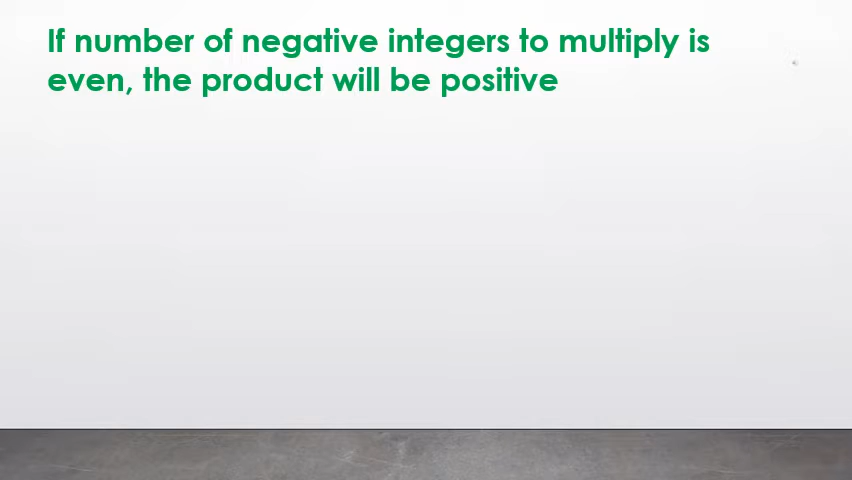 If number of negative integers to multiply is
even, the product will be positive